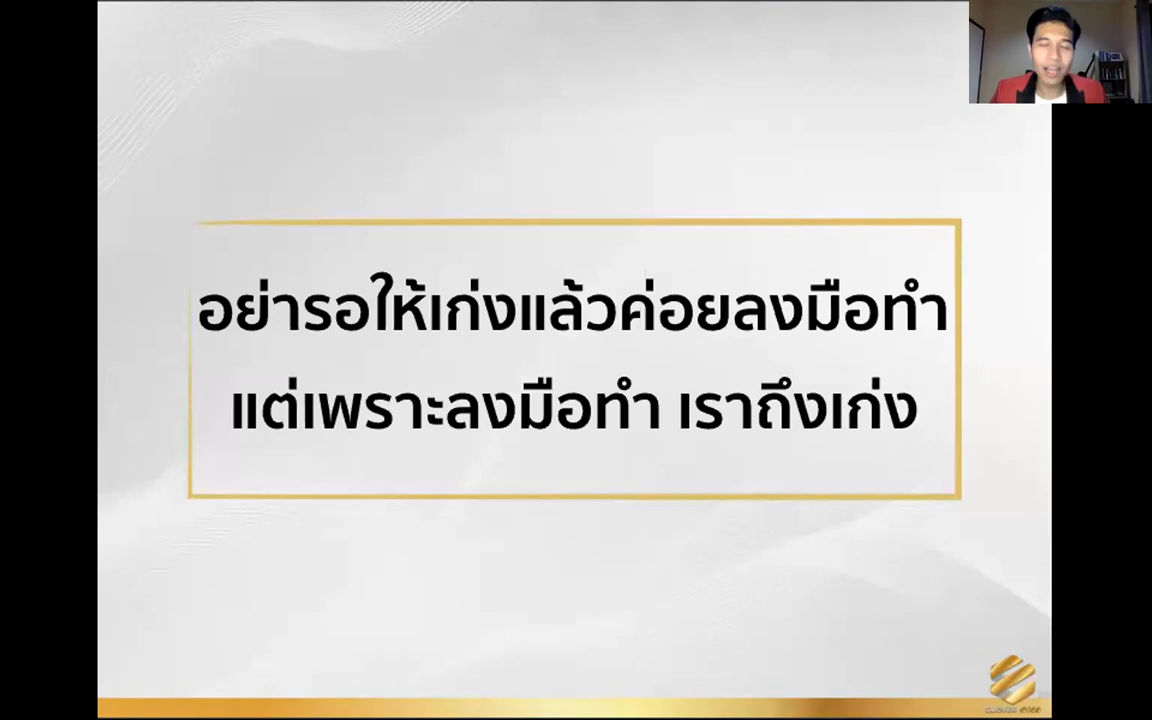 อย่ารอให้เก่งแล้วค่อยลงมือทำ
แต่เพราะลงมือทำ เราถึงเก่ง